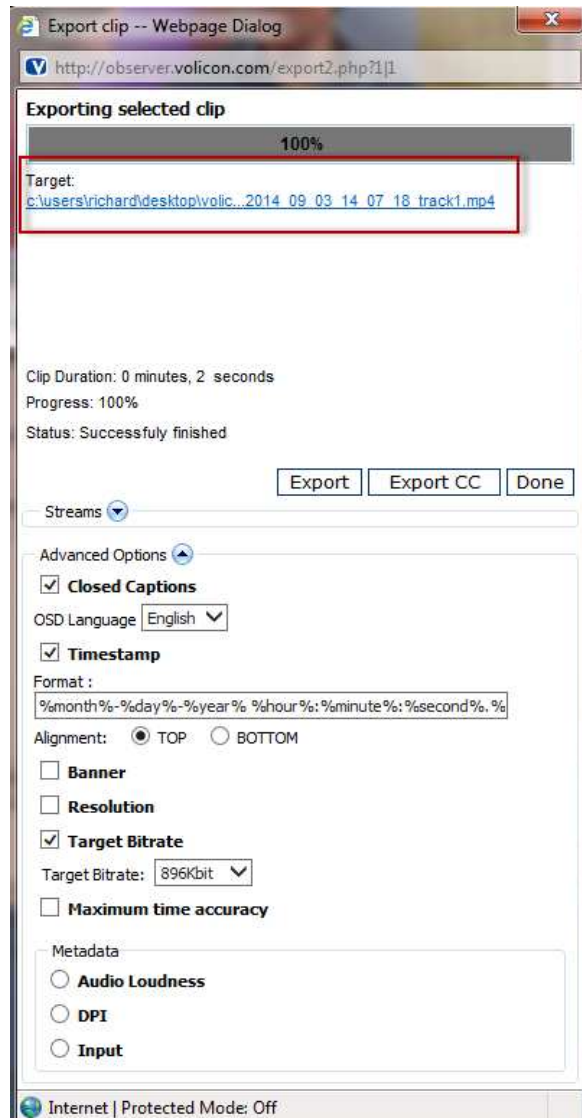 Export clip -- Webpage Dialog
http://observer.volicon.com/export2.php?1|1
Exporting selected clip
100%
Target:
c:\users\richard\desktop\volic...2014_09_03_14_07_18_track1.mp4
Clip Duration: 0 minutes, 2 seconds
Progress: 100%
Status: Successfuly finished
Export Export CC Done
Streams
Advanced Options
Closed Captions
OSD Language English
Timestamp
Format :
%month%-%day%-%year% %hour%:%minute%:%second%.%
Alignment: TOP BOTTOM
Banner
Resolution
Target Bitrate
Target Bitrate: 896Kbit
Maximum time accuracy
Metadata
Audio Loudness
DPI
Input
Internet | Protected Mode: Off